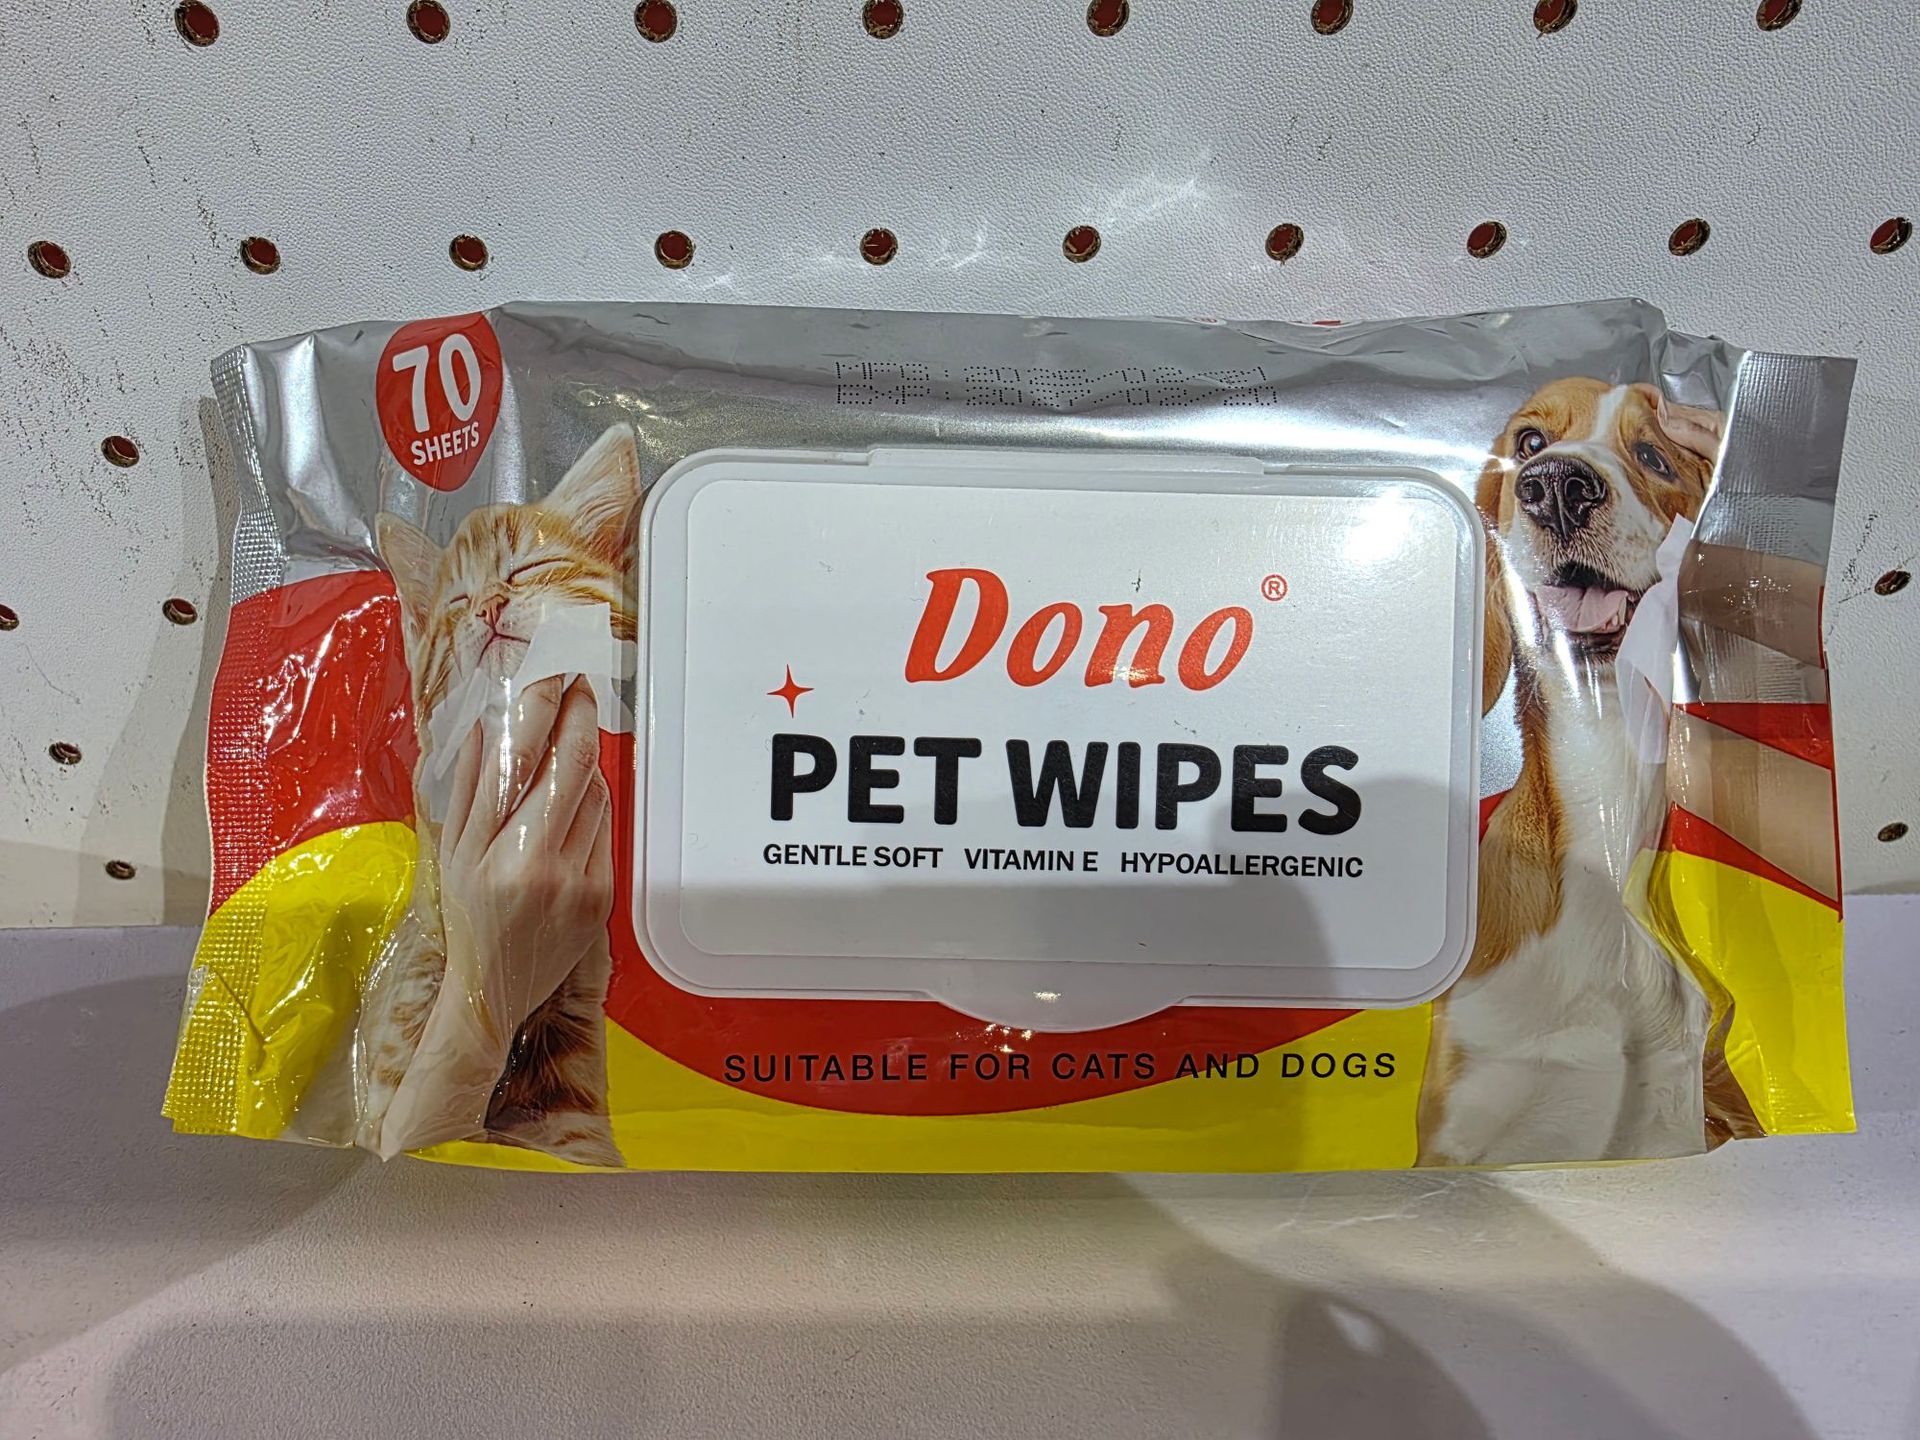 70
SHEETS
Dono®
PET WIPES
GENTLE SOFT VITAMIN E HYPOALLERGENIC
SUITABLE FOR CATS AND DOGS